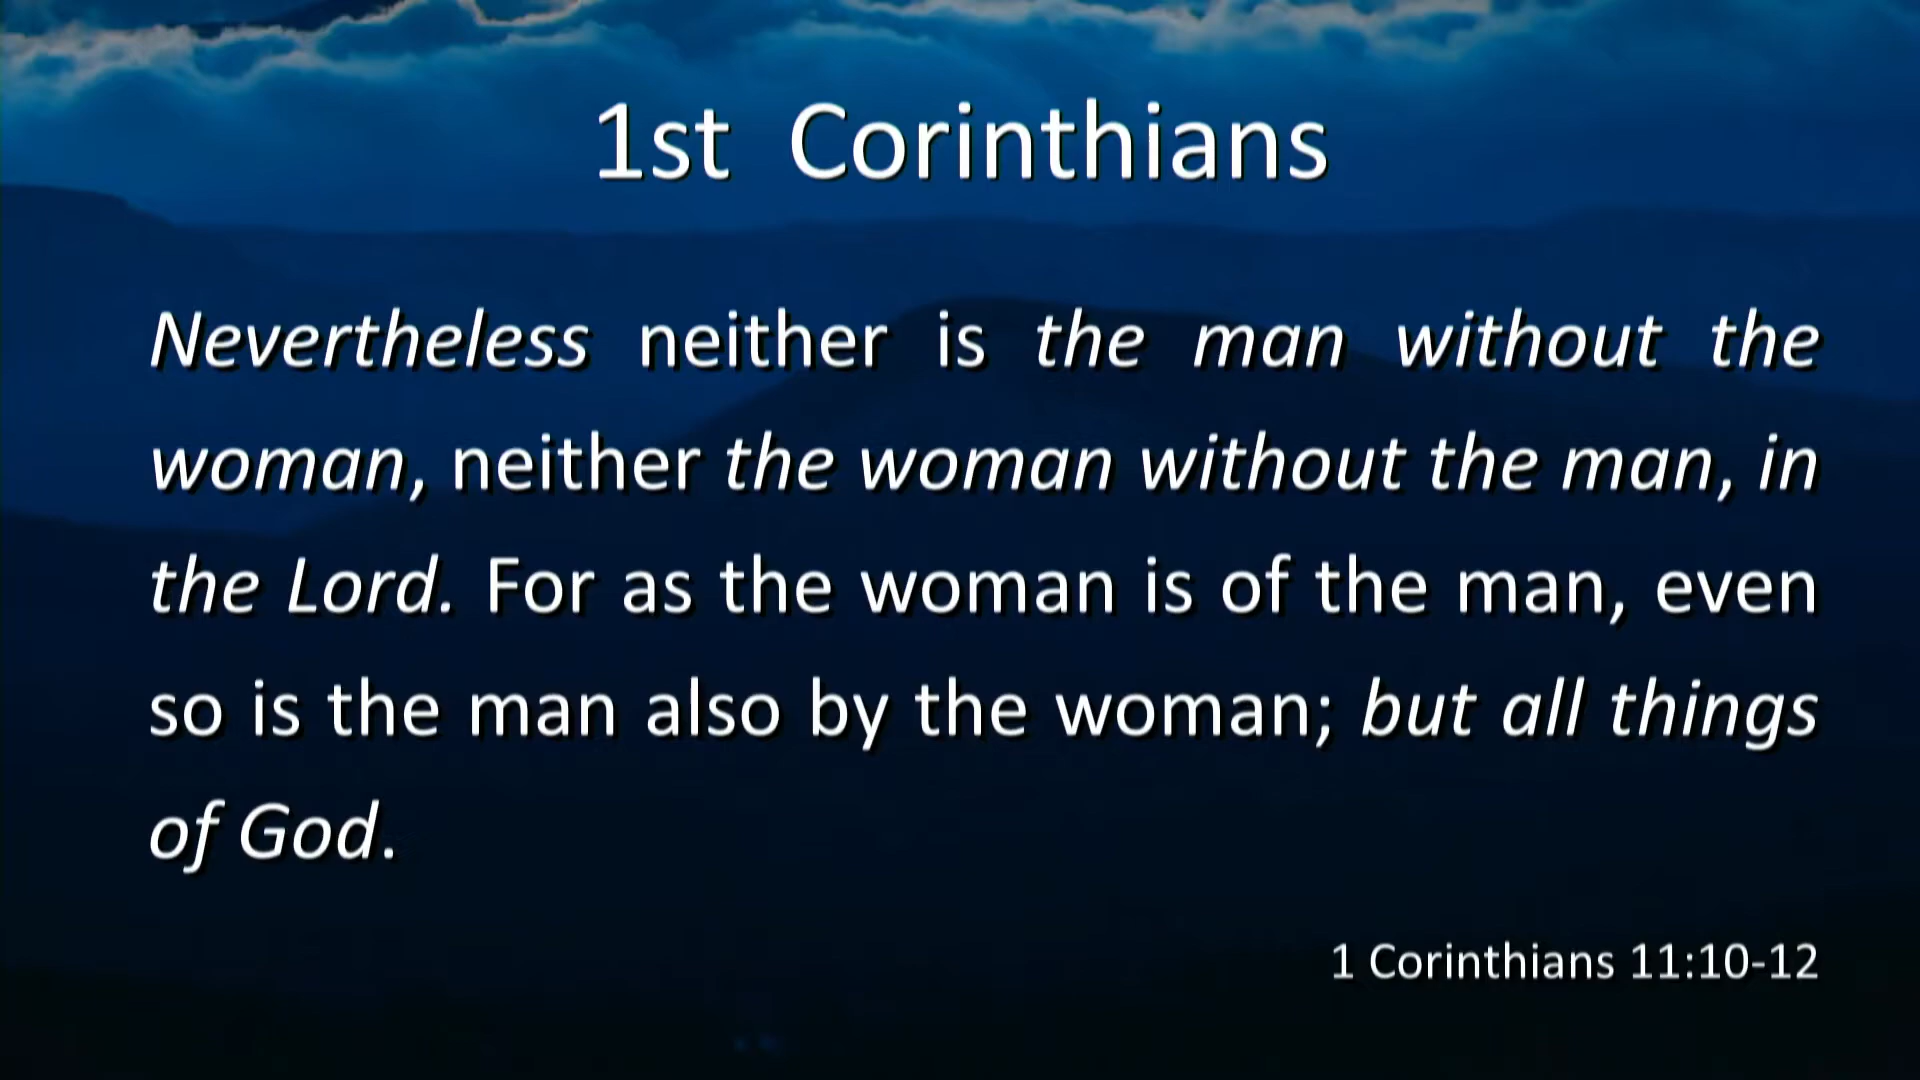 1st Corinthians
Nevertheless neither is the man without the
woman, neither the woman without the man, in
the Lord. For as the woman is of the man, even
so is the man also by the woman; but all things
of God.
1 Corinthians 11:10-12